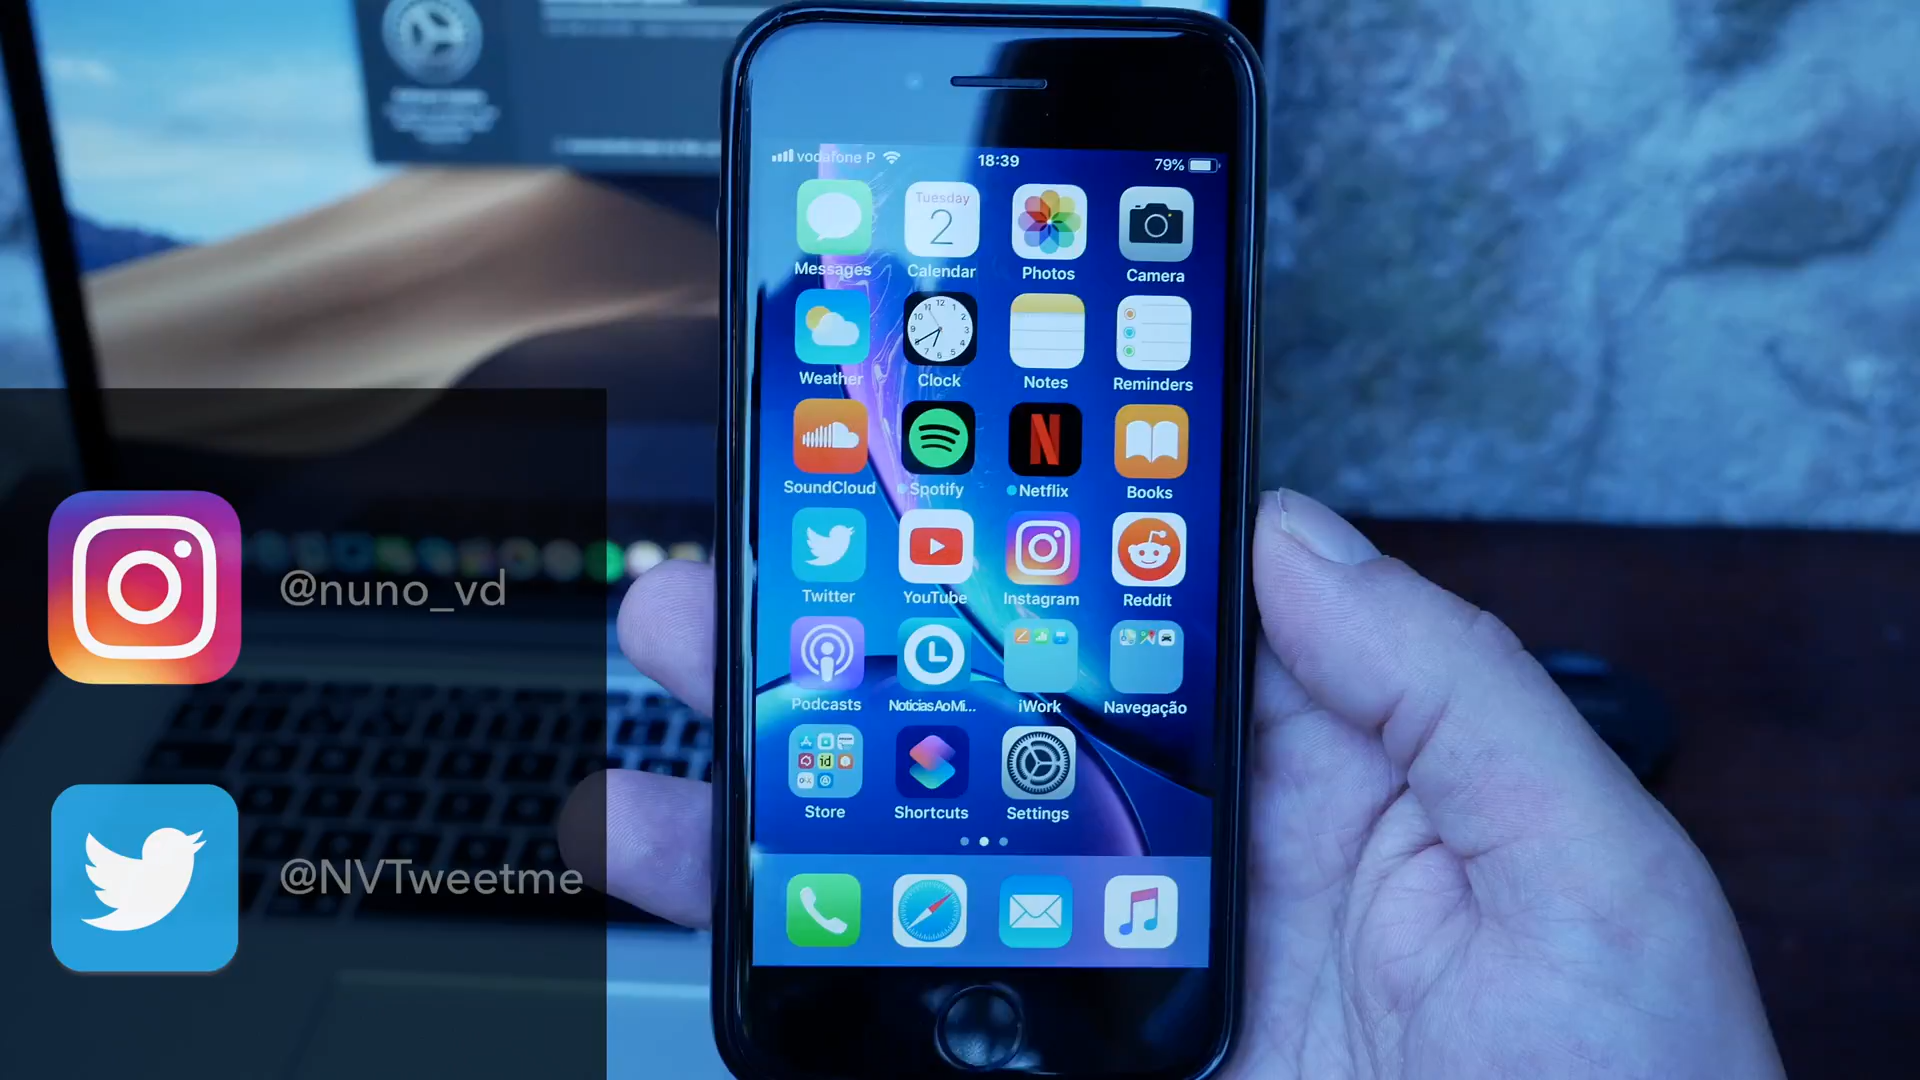 vodafone P
18:39
79%
Tuesday
2
Messages
Calendar
Photos
Camera
Weather
Clock
Notes
Reminders
SoundCloud
Spotify
Netflix
Books
Twitter
YouTube
Instagram
Reddit
Podcasts
NoticiasAoMi...
iWork
Navegação
Store
Shortcuts
Settings
@nuno_vd
@NVTweetme